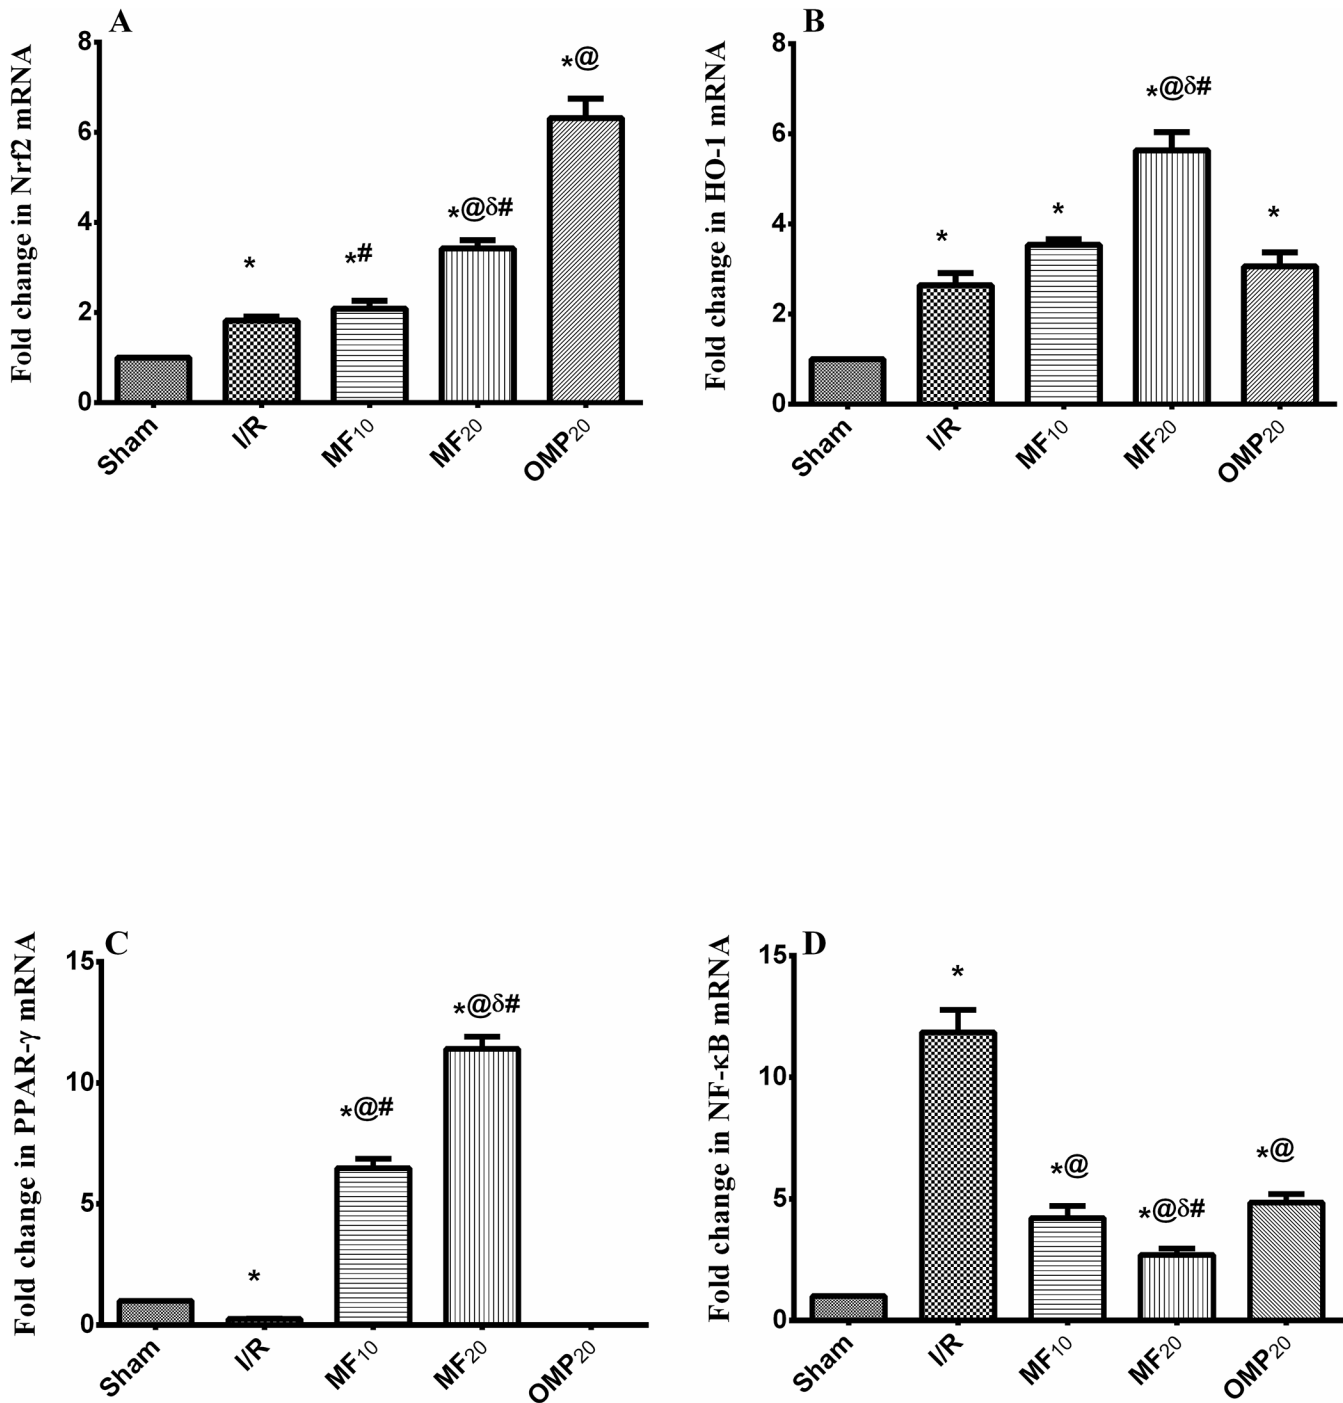 A
Fold change in Nrf2 mRNA
8
6
4
2
0
*
*#
*@δ#
*@
Sham
I/R
MF10
MF20
OMP20
B
Fold change in HO-1 mRNA
8
6
4
2
0
*
*
*@δ#
*
Sham
I/R
MF10
MF20
OMP20
C
Fold change in PPAR-γ mRNA
15
10
5
0
*
*@#
*@δ#
Sham
I/R
MF10
MF20
OMP20
D
Fold change in NF-κB mRNA
15
10
5
0
*
*@
*@δ#
*@
Sham
I/R
MF10
MF20
OMP20